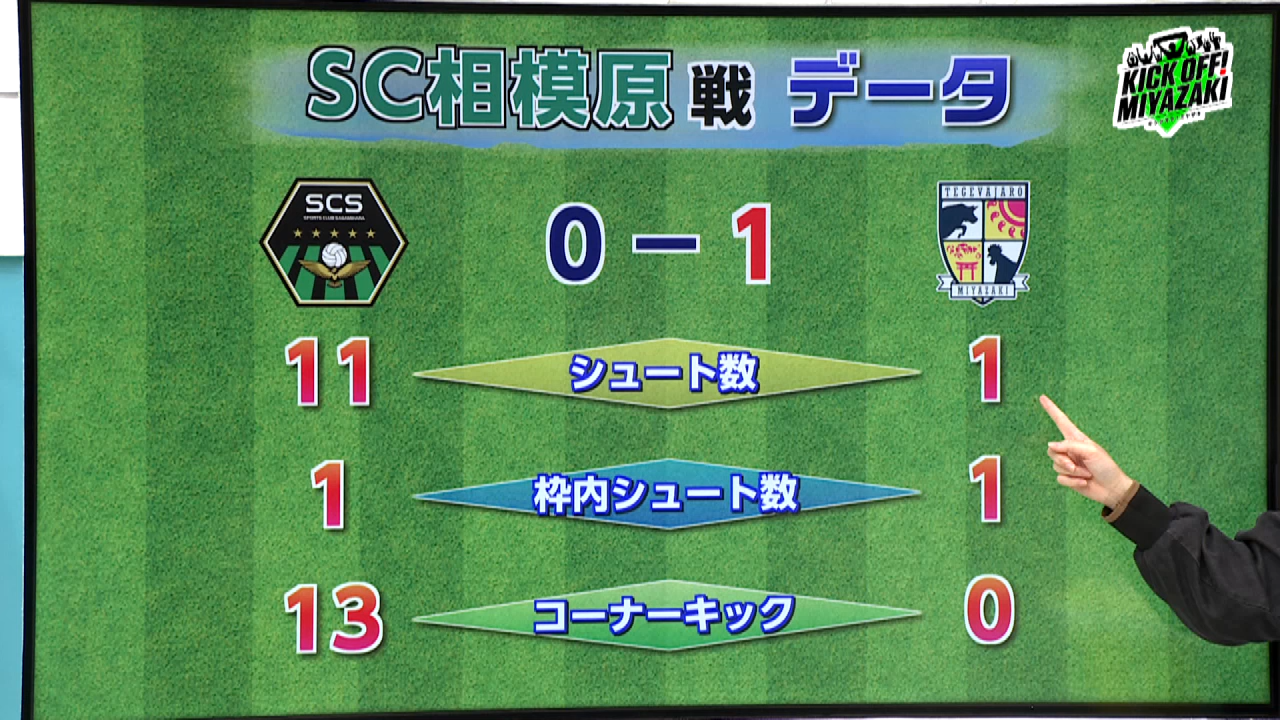 SC相模原 戦 データ
KICK OFF!
MIYAZAKI
SCS
SPORTS CLUB SAGAMIHARA
0 - 1
TEGEVAJARO
MIYAZAKI
11 シュート数 1
1 枠内シュート数 1
13 コーナーキック 0